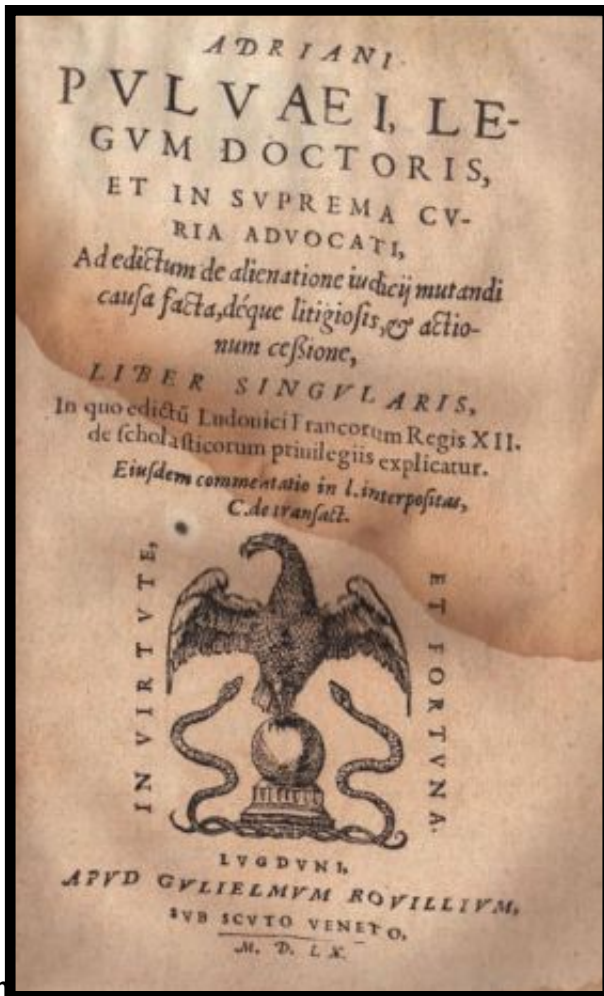 ADRIANI
PVLVAEI, LE-
GVM DOCTORIS,
ET IN SVPREMA CV-
RIA ADVOCATI,
Ad edictum de alienatione iudicij mutandi
causa facta, déque litigiosis, & actio-
num ceßione,
LIBER SINGVLARIS,
In quo edictũ Ludouici Francorum Regis XII.
de scholasticorum priuilegiis explicatur.
Eiusdem commentatio in l. interpositas,
C. de transact.
IN VIRTVTE,
ET FORTVNA.
LVGDVNI,
APVD GVLIELMVM ROVILLIVM,
SVB SCVTO VENETO.
M. D. LX.